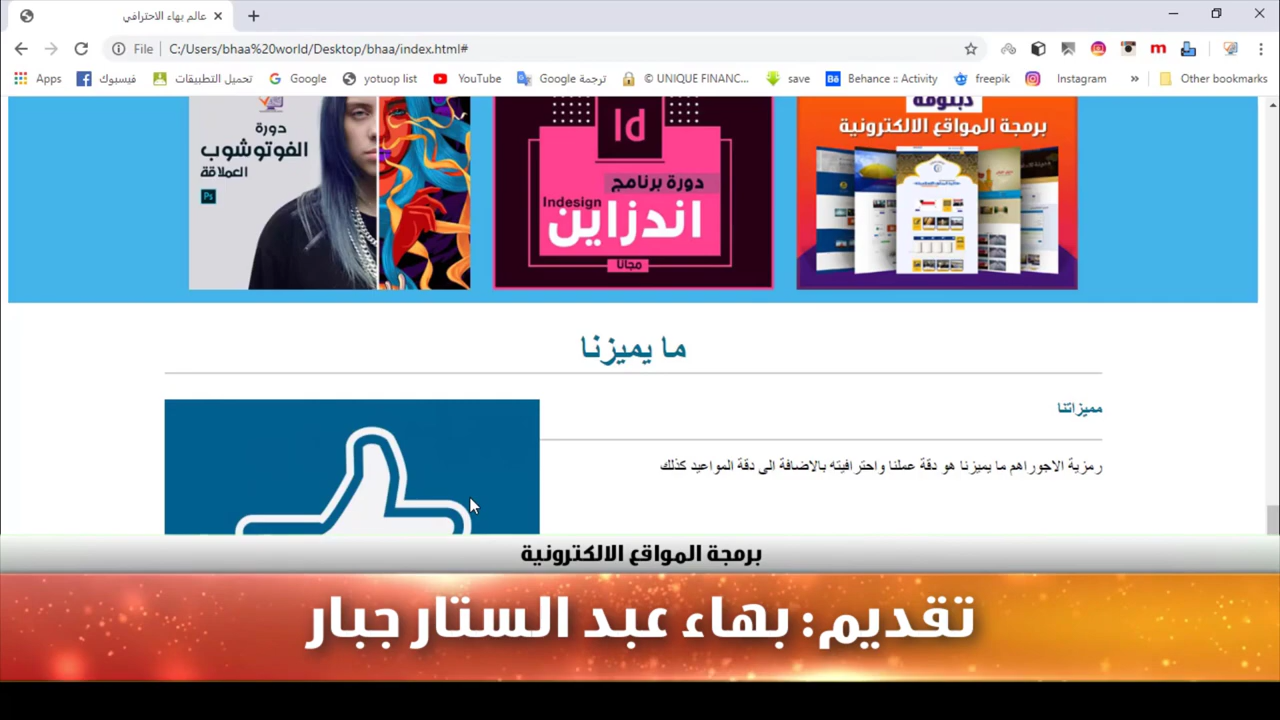 عالم بهاء الاحترافي
File C:/Users/bhaa%20world/Desktop/bhaa/index.html#
Apps فيسبوك تحميل التطبيقات Google yotuop list YouTube ترجمة Google © UNIQUE FINANC... save Behance :: Activity freepik Instagram » Other bookmarks
دورة
الفوتوشوب
العملاقة
Ps
Id
دورة برنامج
Indesign
اندزاين
مجانا
دبلومة
برمجة المواقع الالكترونية
ما يميزنا
مميزاتنا
رمزية الاجوراهم ما يميزنا هو دقة عملنا واحترافيته بالاضافة الى دقة المواعيد كذلك
برمجة المواقع الالكترونية
تقديم: بهاء عبد الستار جبار